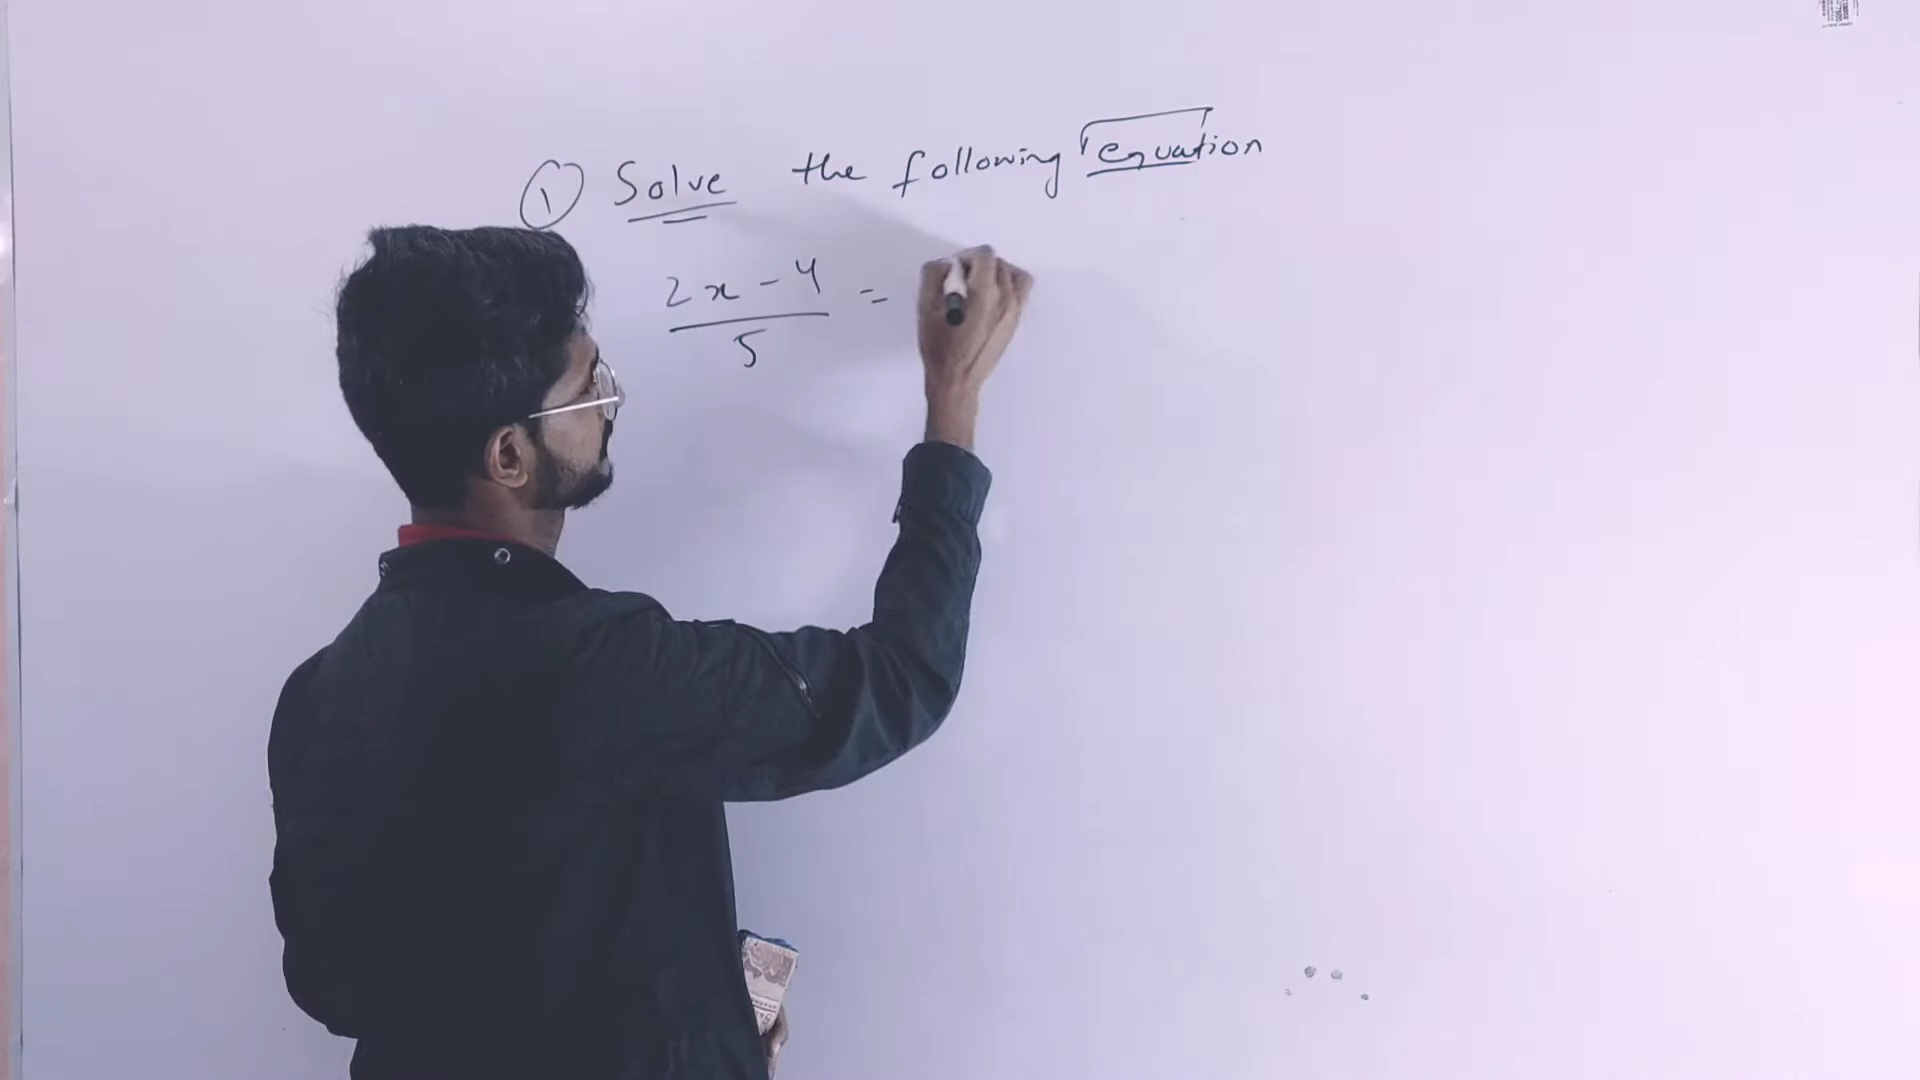 ① Solve the following equation
2x - 4 =
5